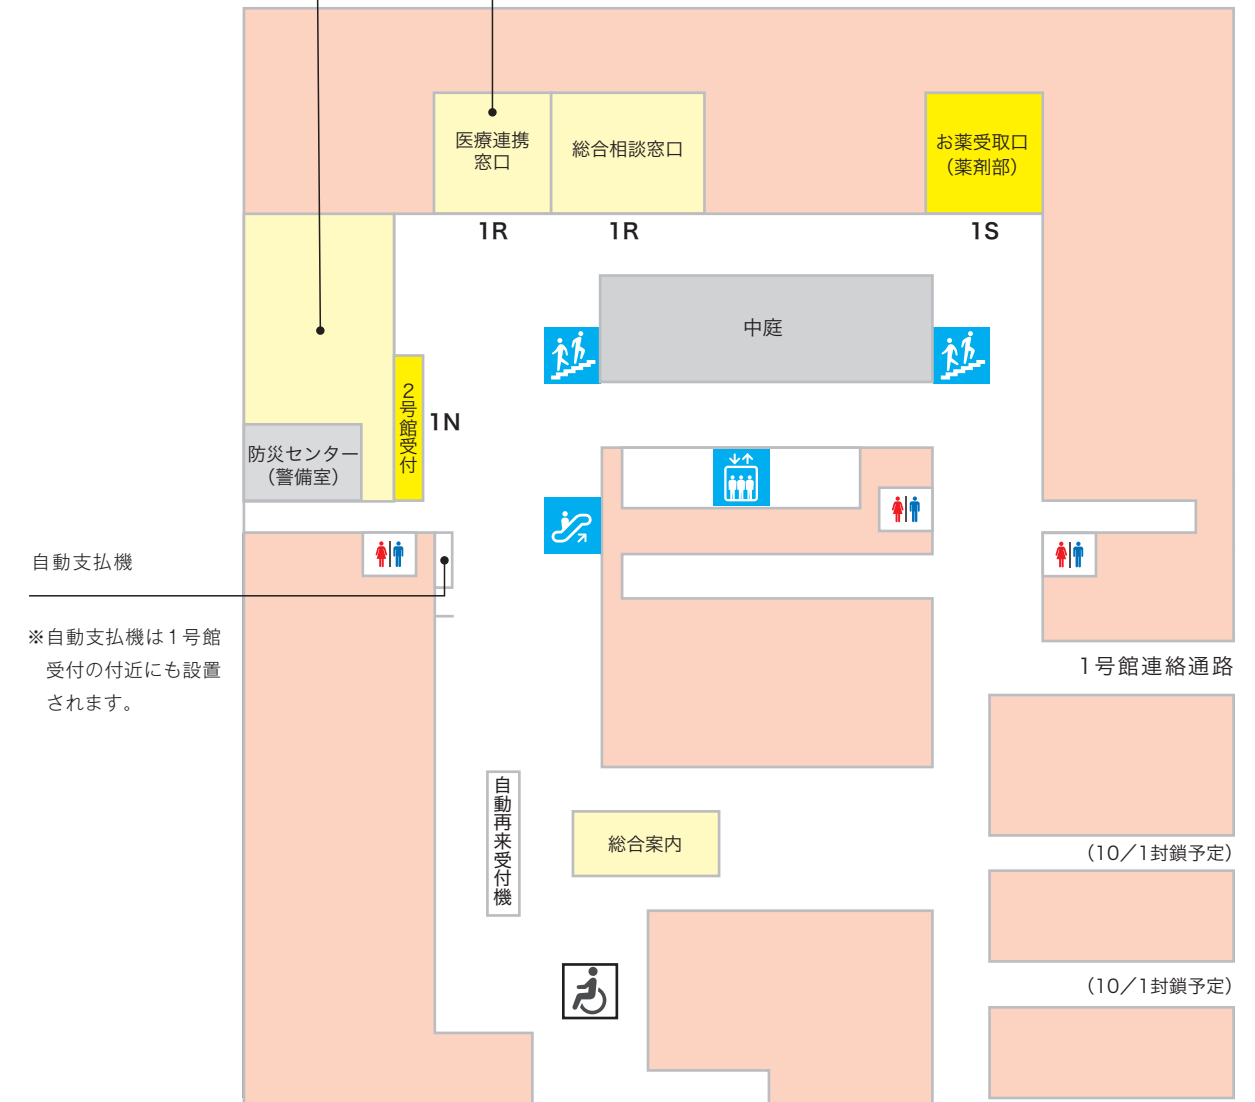 医療連携
窓口
総合相談窓口
お薬受取口
（薬剤部）
1R
1R
1S
中庭
2号館受付
1N
防災センター
（警備室）
自動支払機
※自動支払機は1号館
受付の付近にも設置
されます。
1号館連絡通路
自動再来受付機
総合案内
（10／1封鎖予定）
（10／1封鎖予定）